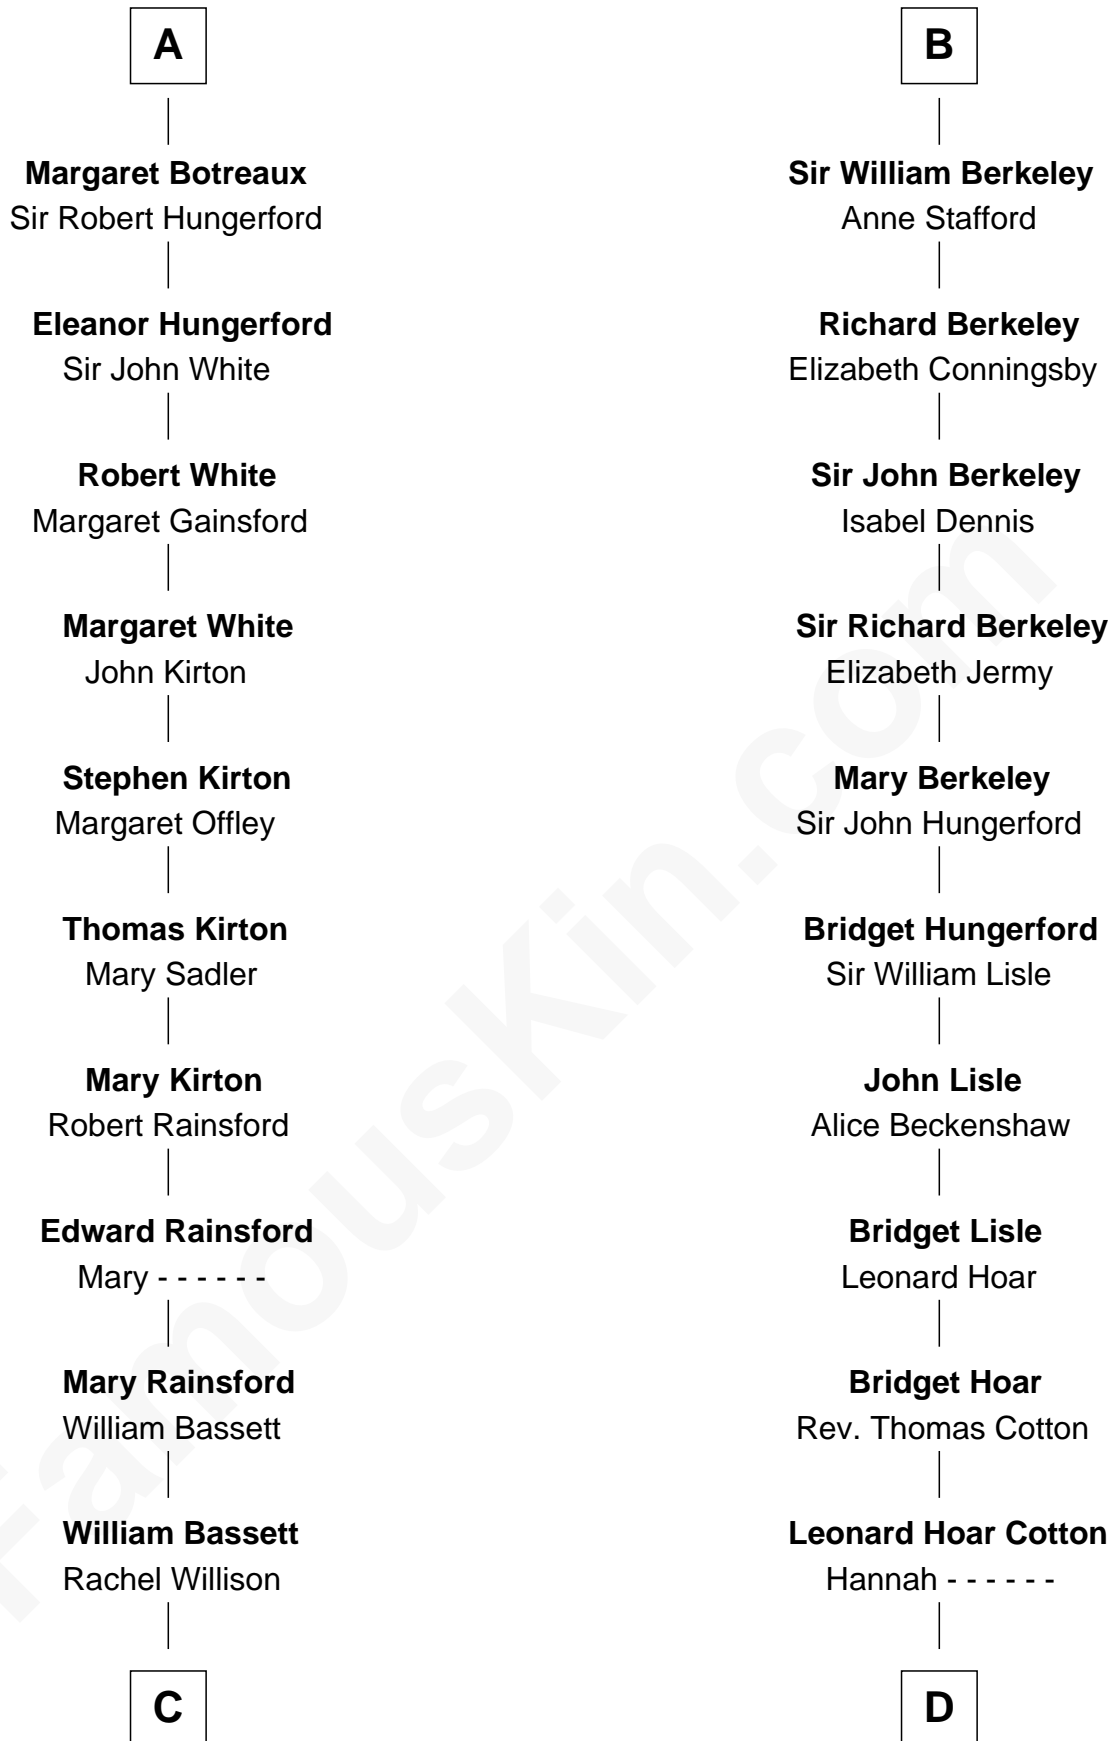 A
Margaret Botreaux
Sir Robert Hungerford
Eleanor Hungerford
Sir John White
Robert White
Margaret Gainsford
Margaret White
John Kirton
Stephen Kirton
Margaret Offley
Thomas Kirton
Mary Sadler
Mary Kirton
Robert Rainsford
Edward Rainsford
Mary - - - - - -
Mary Rainsford
William Bassett
William Bassett
Rachel Willison
C
B
Sir William Berkeley
Anne Stafford
Richard Berkeley
Elizabeth Conningsby
Sir John Berkeley
Isabel Dennis
Sir Richard Berkeley
Elizabeth Jermy
Mary Berkeley
Sir John Hungerford
Bridget Hungerford
Sir William Lisle
John Lisle
Alice Beckenshaw
Bridget Lisle
Leonard Hoar
Bridget Hoar
Rev. Thomas Cotton
Leonard Hoar Cotton
Hannah - - - - - -
D
FamousKin.com